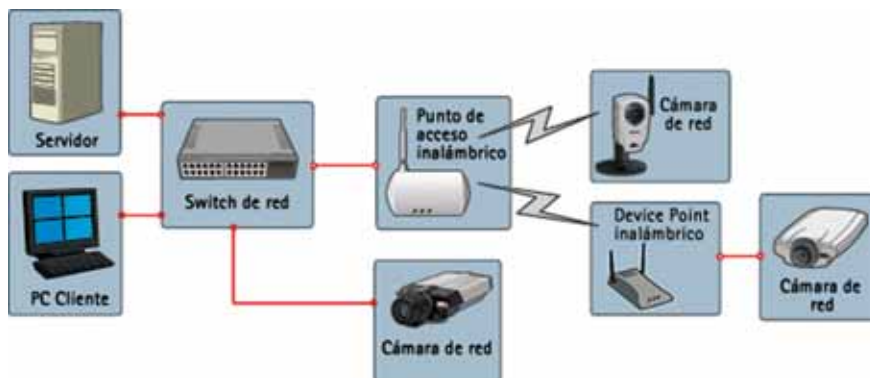 Servidor
PC Cliente
Switch de red
Punto de
acceso
inalámbrico
Cámara de red
Cámara
de red
Device Point
inalámbrico
Cámara de
red